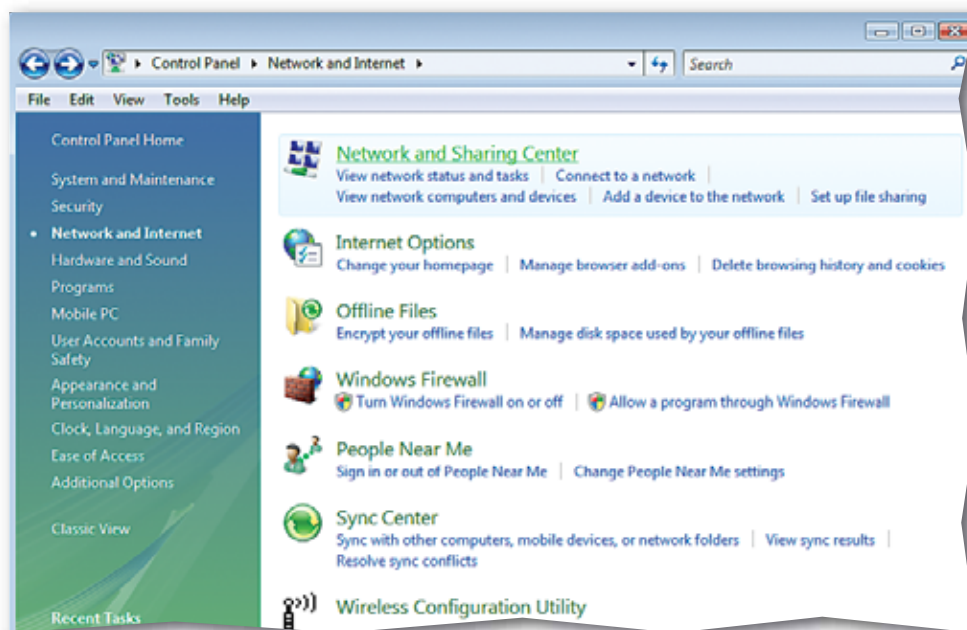 Control Panel Network and Internet Search
File Edit View Tools Help
Control Panel Home
System and Maintenance
Security
Network and Internet
Hardware and Sound
Programs
Mobile PC
User Accounts and Family
Safety
Appearance and
Personalization
Clock, Language, and Region
Ease of Access
Additional Options
Classic View
Recent Tasks
Network and Sharing Center
View network status and tasks | Connect to a network |
View network computers and devices | Add a device to the network | Set up file sharing
Internet Options
Change your homepage | Manage browser add-ons | Delete browsing history and cookies
Offline Files
Encrypt your offline files | Manage disk space used by your offline files
Windows Firewall
Turn Windows Firewall on or off | Allow a program through Windows Firewall
People Near Me
Sign in or out of People Near Me | Change People Near Me settings
Sync Center
Sync with other computers, mobile devices, or network folders | View sync results |
Resolve sync conflicts
Wireless Configuration Utility